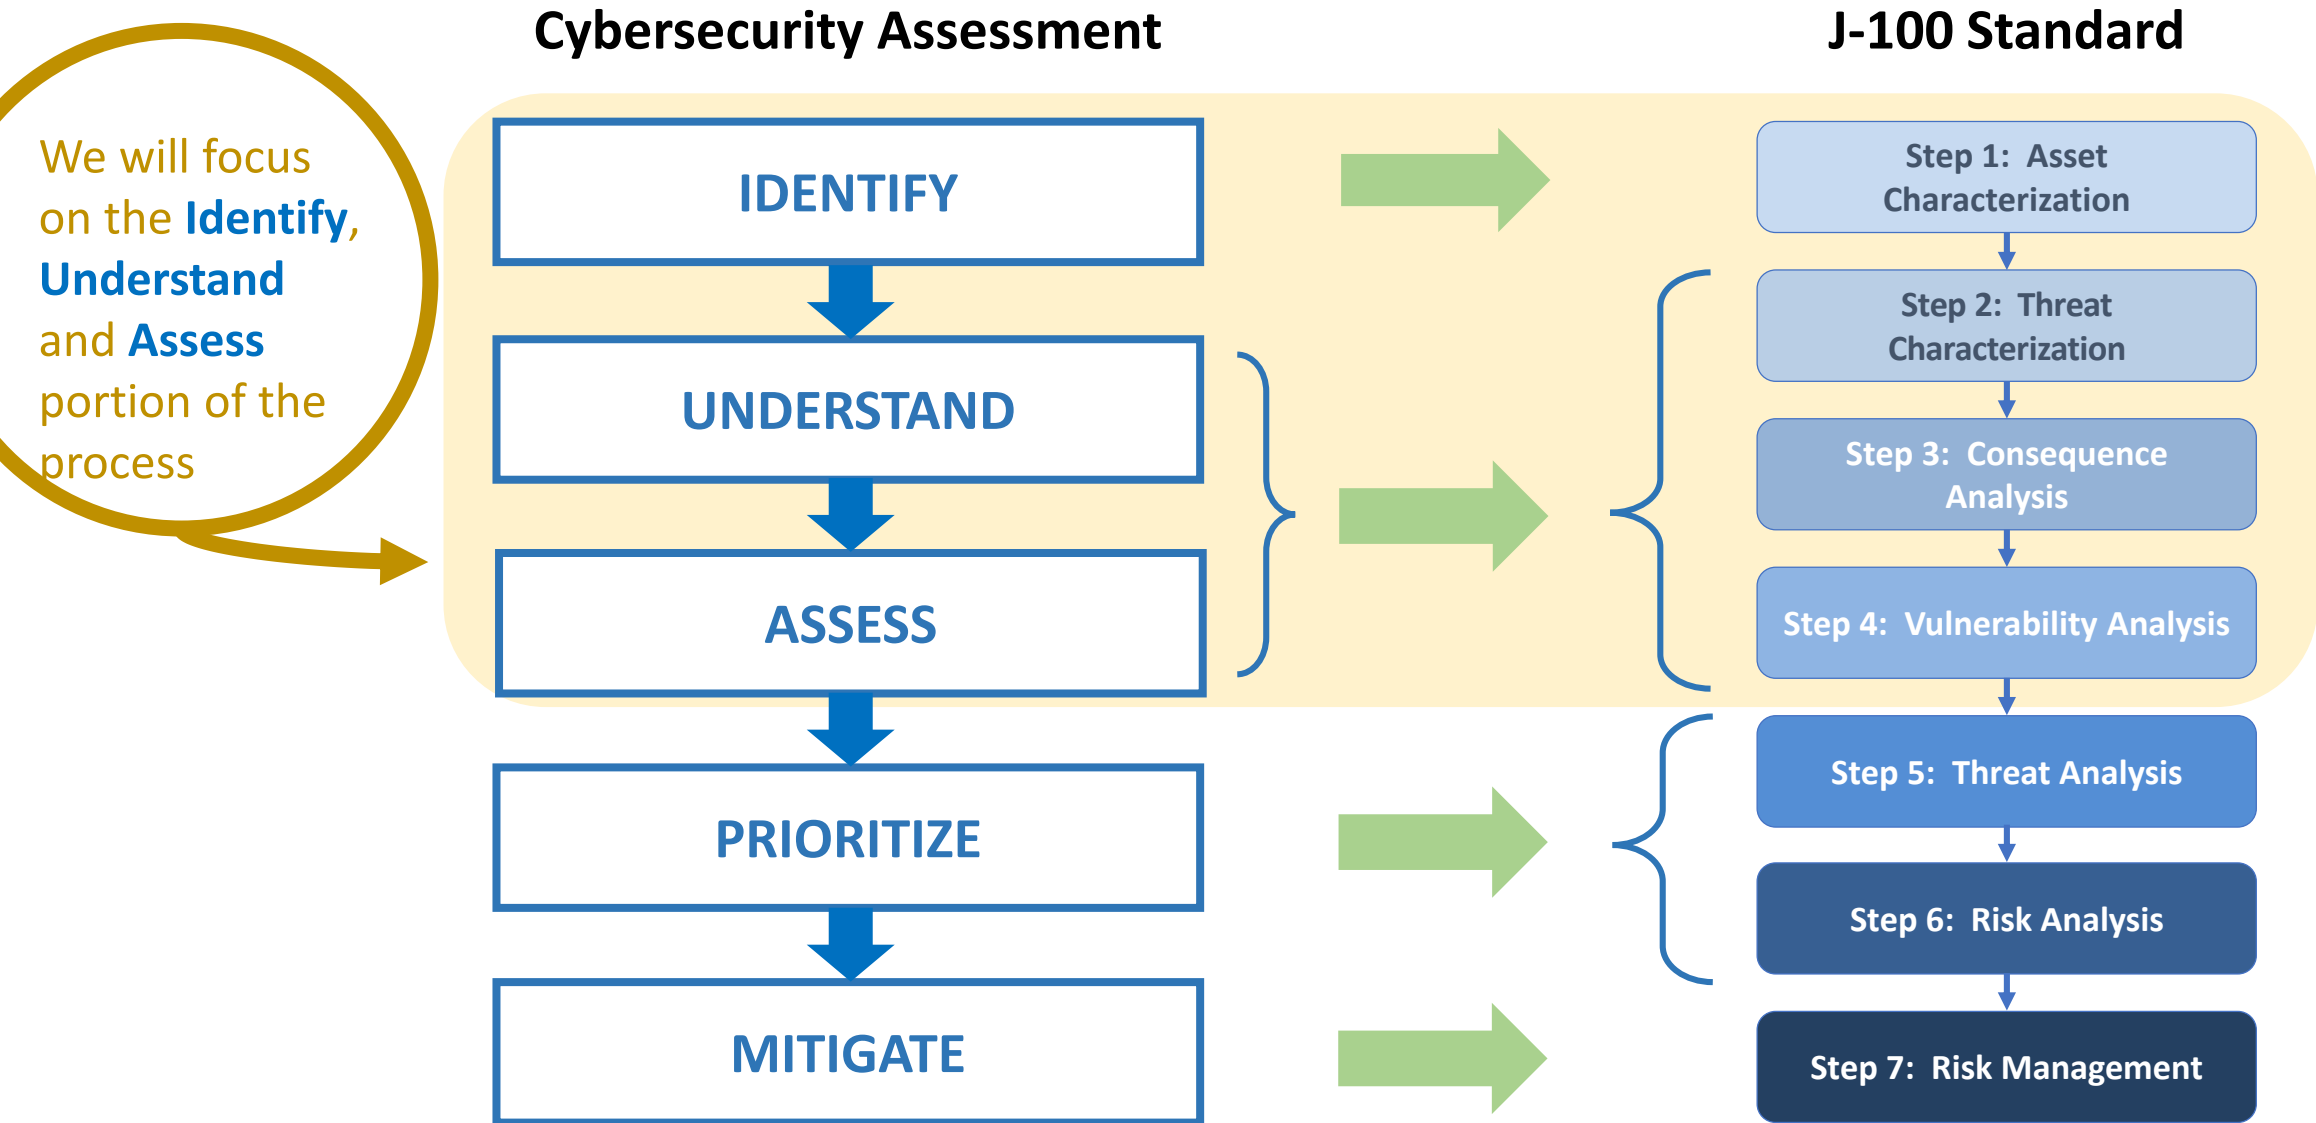 Cybersecurity Assessment
J-100 Standard
We will focus
on the Identify,
Understand
and Assess
portion of the
process
IDENTIFY
UNDERSTAND
ASSESS
PRIORITIZE
MITIGATE
Step 1: Asset
Characterization
Step 2: Threat
Characterization
Step 3: Consequence
Analysis
Step 4: Vulnerability Analysis
Step 5: Threat Analysis
Step 6: Risk Analysis
Step 7: Risk Management